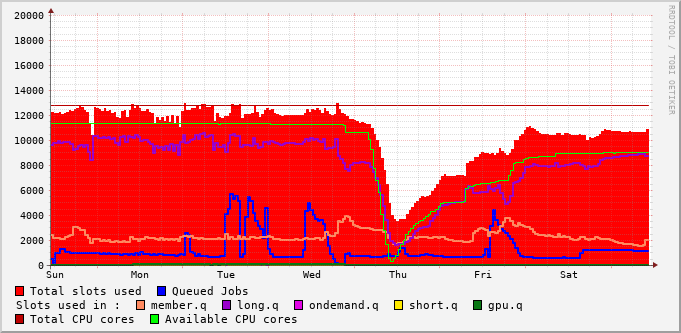 20000
18000
16000
14000
12000
10000
8000
6000
4000
2000
0
Sun Mon Tue Wed Thu Fri Sat
RRDTOOL / TOBI OETIKER
Total slots used Queued Jobs
Slots used in : member.q long.q ondemand.q short.q gpu.q
Total CPU cores Available CPU cores